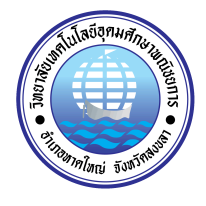 วิทยาลัยเทคโนโลยีอุดมศึกษาพณิชยการ
อำเภอหาดใหญ่ จังหวัดสงขลา